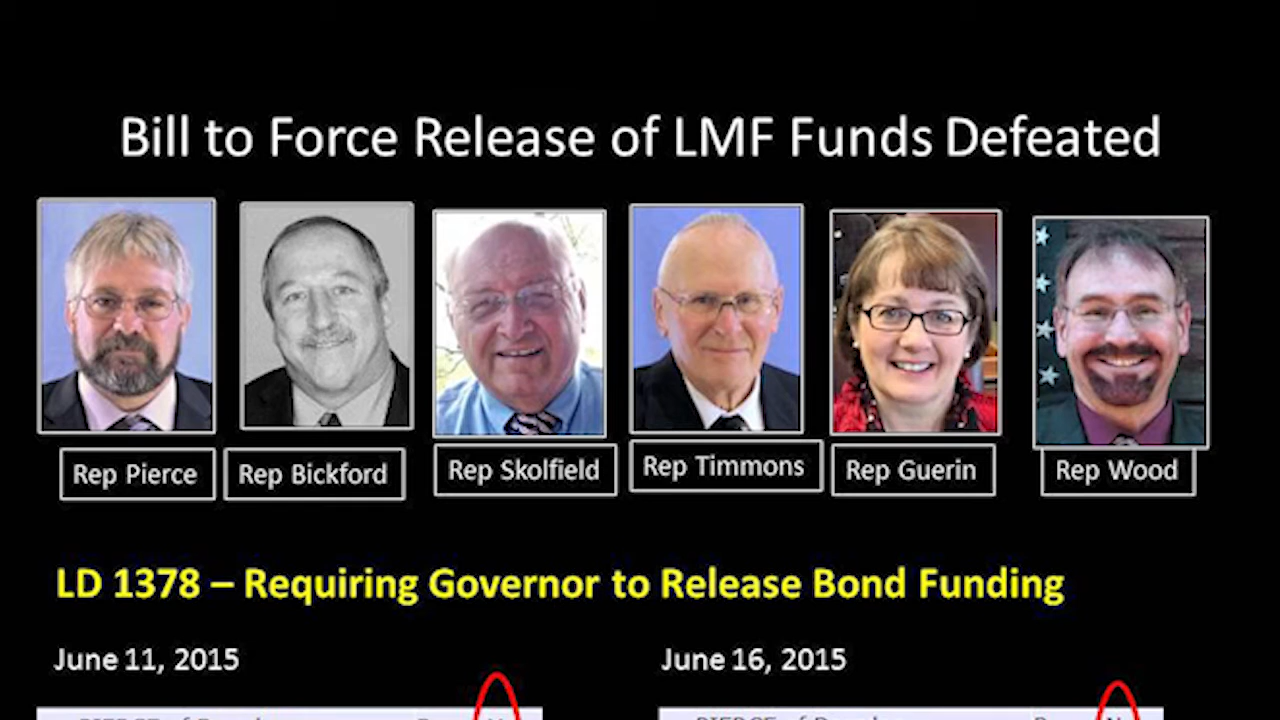 Bill to Force Release of LMF Funds Defeated
Rep Pierce
Rep Bickford
Rep Skolfield
Rep Timmons
Rep Guerin
Rep Wood
LD 1378 – Requiring Governor to Release Bond Funding
June 11, 2015
June 16, 2015